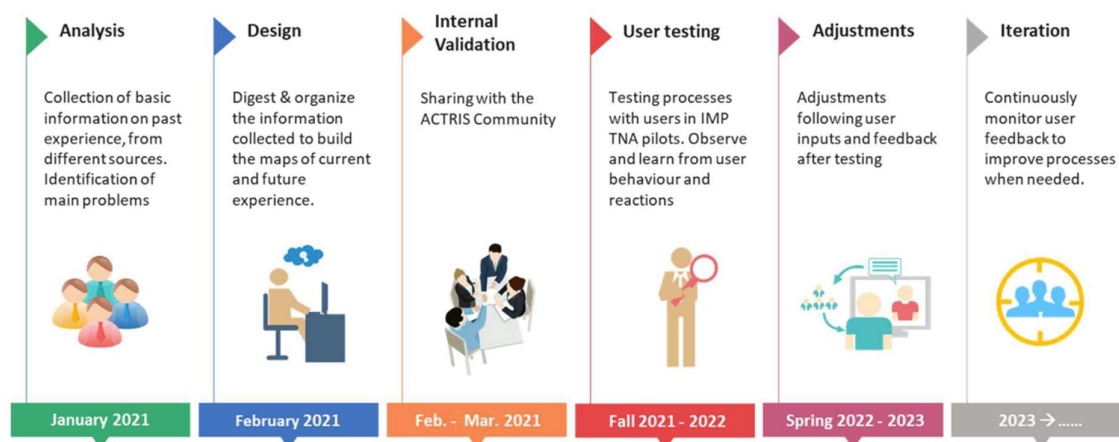 Analysis
Collection of basic
information on past
experience, from
different sources.
Identification of
main problems
January 2021
Design
Digest & organize
the information
collected to build
the maps of current
and future
experience.
February 2021
Internal
Validation
Sharing with the
ACTRIS Community
Feb. - Mar. 2021
User testing
Testing processes
with users in IMP
TNA pilots. Observe
and learn from user
behaviour and
reactions
Fall 2021 - 2022
Adjustments
Adjustments
following user
inputs and feedback
after testing
Spring 2022 - 2023
Iteration
Continuously
monitor user
feedback to
improve processes
when needed.
2023 →......